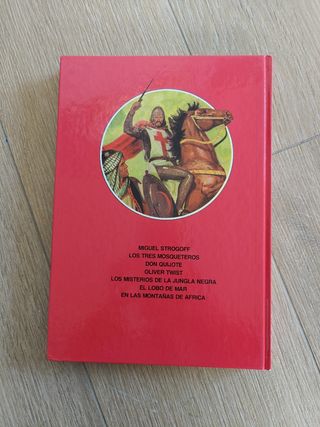 MIGUEL STROGOFF
LOS TRES MOSQUETEROS
DON QUIJOTE
OLIVER TWIST
LOS MISTERIOS DE LA JUNGLA NEGRA
EL LOBO DE MAR
EN LAS MONTAÑAS DE AFRICA